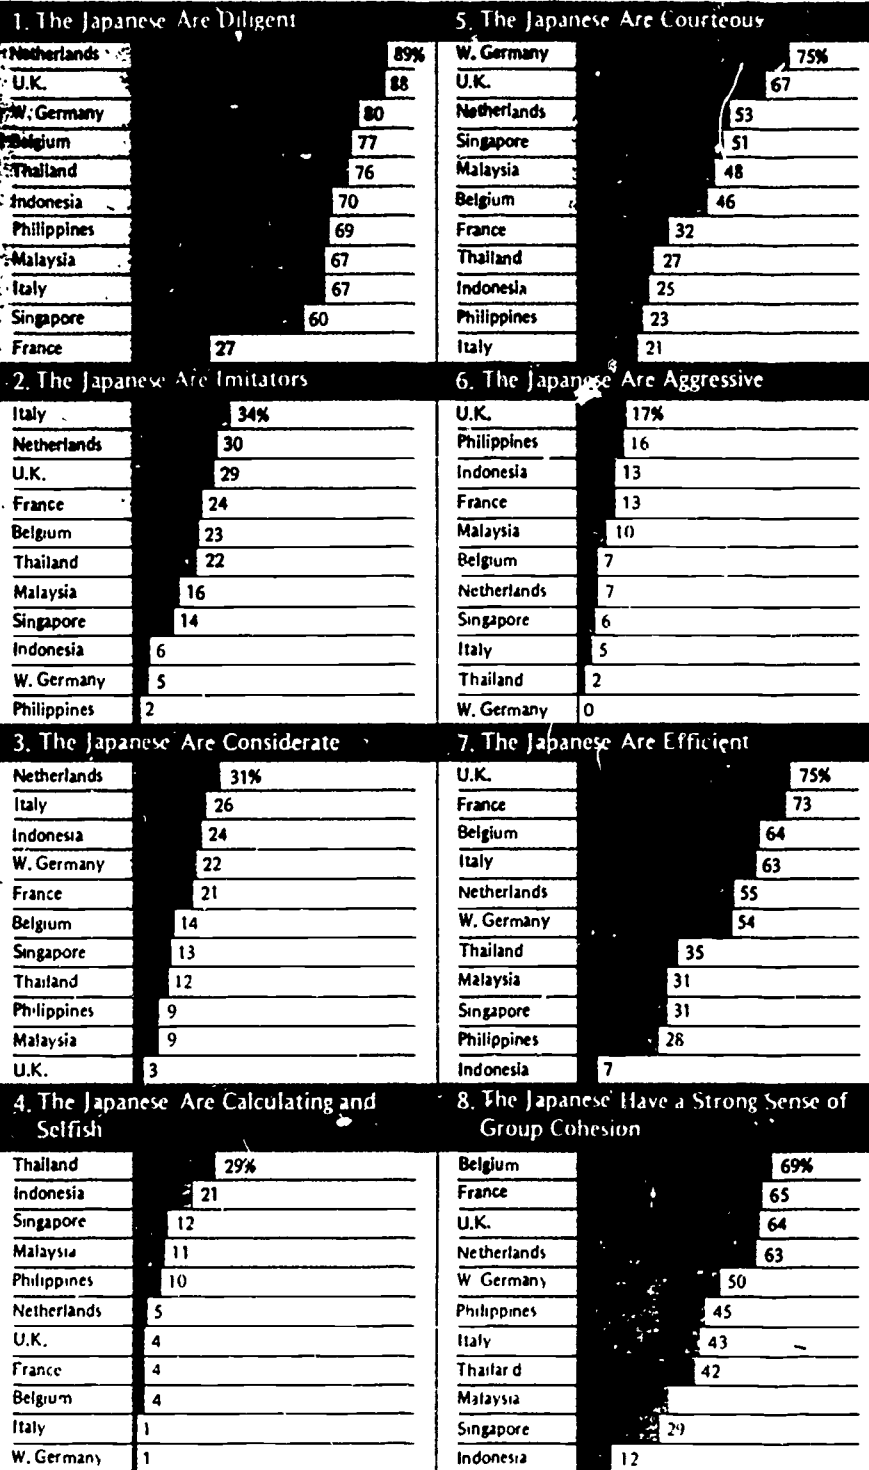 1. The Japanese Are Diligent
Netherlands 89%
U.K. 88
W. Germany 80
Belgium 77
Thailand 76
Indonesia 70
Philippines 69
Malaysia 67
Italy 67
Singapore 60
France 27
2. The Japanese Are Imitators
Italy 34%
Netherlands 30
U.K. 29
France 24
Belgium 23
Thailand 22
Malaysia 16
Singapore 14
Indonesia 6
W. Germany 5
Philippines 2
3. The Japanese Are Considerate
Netherlands 31%
Italy 26
Indonesia 24
W. Germany 22
France 21
Belgium 14
Singapore 13
Thailand 12
Philippines 9
Malaysia 9
U.K. 3
4. The Japanese Are Calculating and
Selfish
Thailand 29%
Indonesia 21
Singapore 12
Malaysia 11
Philippines 10
Netherlands 5
U.K. 4
France 4
Belgium 4
Italy 1
W. Germany 1
5. The Japanese Are Courteous
W. Germany 75%
U.K. 67
Netherlands 53
Singapore 51
Malaysia 48
Belgium 46
France 32
Thailand 27
Indonesia 25
Philippines 23
Italy 21
6. The Japanese Are Aggressive
U.K. 17%
Philippines 16
Indonesia 13
France 13
Malaysia 10
Belgium 7
Netherlands 7
Singapore 6
Italy 5
Thailand 2
W. Germany 0
7. The Japanese Are Efficient
U.K. 75%
France 73
Belgium 64
Italy 63
Netherlands 55
W. Germany 54
Thailand 35
Malaysia 31
Singapore 31
Philippines 28
Indonesia 7
8. The Japanese Have a Strong Sense of
Group Cohesion
Belgium 69%
France 65
U.K. 64
Netherlands 63
W Germany 50
Philippines 45
Italy 43
Thailand 42
Malaysia
Singapore 29
Indonesia 12